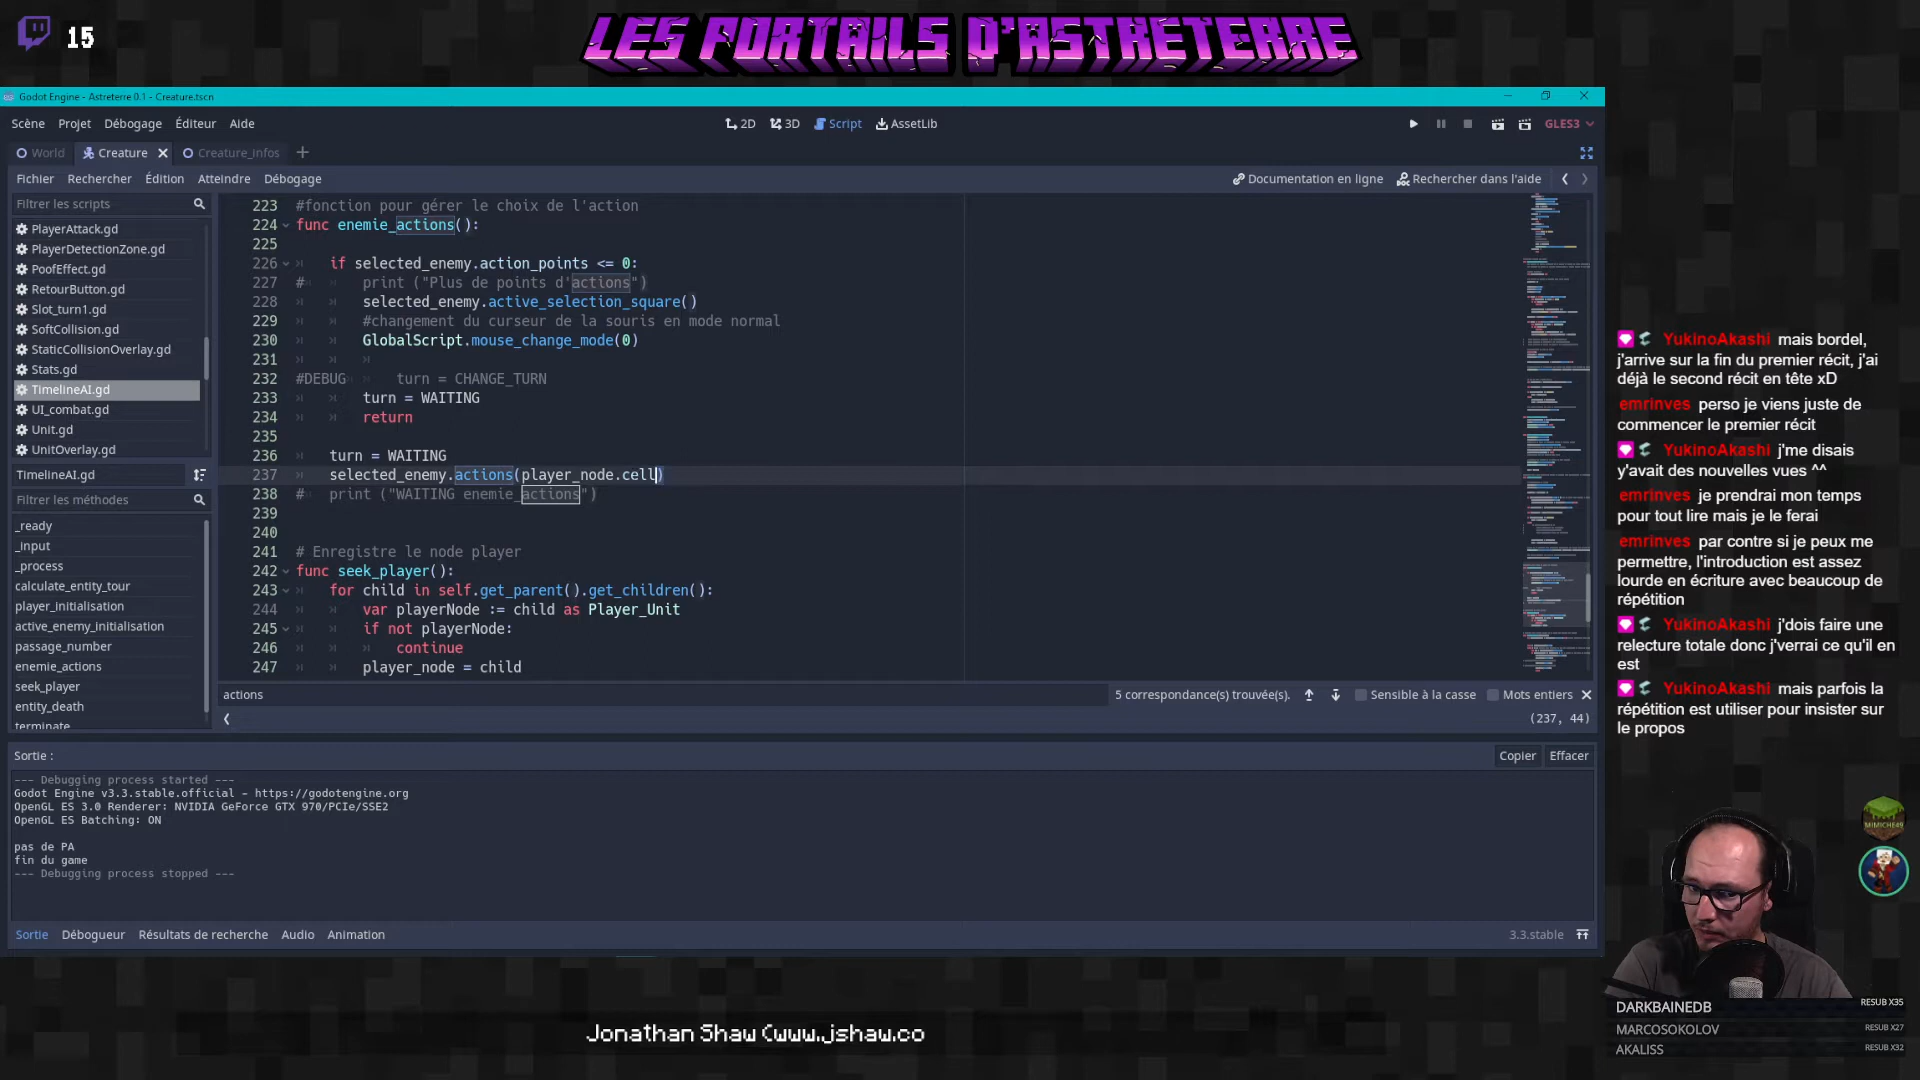 15
LES PORTAILS D'ASTRETERRE
Godot Engine - Astreterre 0.1 - Creature.tscn
Scène Projet Débogage Éditeur Aide
2D 3D Script AssetLib
GLES3
World Creature Creature_Infos
Fichier Rechercher Édition Atteindre Débogage
Documentation en ligne Rechercher dans l'aide
Filtrer les scripts
PlayerAttack.gd
PlayerDetectionZone.gd
PoofEffect.gd
RetourButton.gd
Slot_turn1.gd
SoftCollision.gd
StaticCollisionOverlay.gd
Stats.gd
TimelineAI.gd
UI_combat.gd
Unit.gd
UnitOverlay.gd
TimelineAI.gd
Filtrer les méthodes
_ready
_input
_process
calculate_entity_tour
player_initialisation
active_enemy_initialisation
passage_number
enemie_actions
seek_player
entity_death
terminate
223 #fonction pour gérer le choix de l'action
224 func enemie_actions():
225
226 if selected_enemy.action_points <= 0:
227 # print ("Plus de points d'actions")
228 selected_enemy.active_selection_square()
229 #changement du curseur de la souris en mode normal
230 GlobalScript.mouse_change_mode(0)
231
232 #DEBUG turn = CHANGE_TURN
233 turn = WAITING
234 return
235
236 turn = WAITING
237 selected_enemy.actions(player_node.cell)
238 # print ("WAITING enemie_actions")
239
240
241 # Enregistre le node player
242 func seek_player():
243 for child in self.get_parent().get_children():
244 var playerNode := child as Player_Unit
245 if not playerNode:
246 continue
247 player_node = child
actions
5 correspondance(s) trouvée(s). Sensible à la casse Mots entiers
(237, 44)
Sortie :
Copier Effacer
--- Debugging process started ---
Godot Engine v3.3.stable.official - https://godotengine.org
OpenGL ES 3.0 Renderer: NVIDIA GeForce GTX 970/PCIe/SSE2
OpenGL ES Batching: ON
pas de PA
fin du game
--- Debugging process stopped ---
Sortie Débogueur Résultats de recherche Audio Animation
3.3.stable
YukinoAkashi mais bordel,
j'arrive sur la fin du premier récit, j'ai
déjà le second récit en tête xD
emrinves perso je viens juste de
commencer le premier récit
YukinoAkashi j'me disais
y'avait des nouvelles vues ^^
emrinves je prendrai mon temps
pour tout lire mais je le ferai
emrinves par contre si je peux me
permettre, l'introduction est assez
lourde en écriture avec beaucoup de
répétition
YukinoAkashi j'dois faire une
relecture totale donc j'verrai ce qu'il en
est
YukinoAkashi mais parfois la
répétition est utiliser pour insister sur
le propos
MIMICH649
DARKBAINEDB RESUB X35
MARCOSOKOLOV RESUB X27
AKALISS RESUB X32
Jonathan Shaw (www.jshaw.co